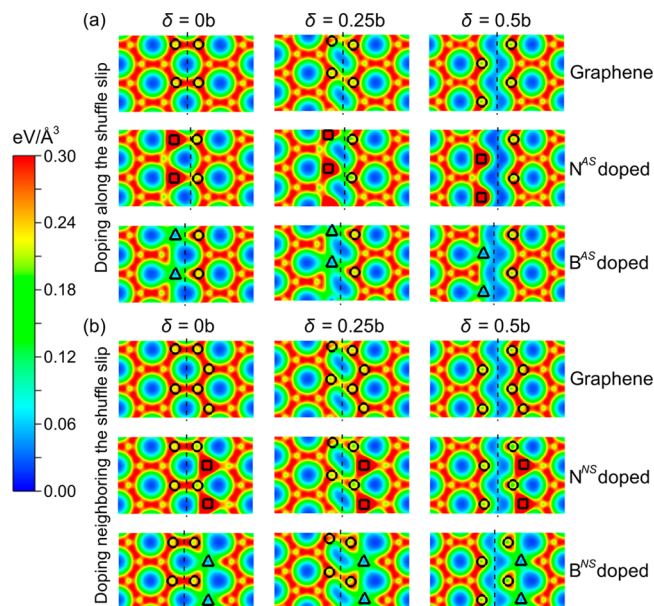 (a)
δ = 0b
δ = 0.25b
δ = 0.5b
Doping along the shuffle slip
Graphene
N^AS doped
B^AS doped
eV/Å³
0.30
0.24
0.18
0.12
0.06
0.00
(b)
δ = 0b
δ = 0.25b
δ = 0.5b
Doping neighboring the shuffle slip
Graphene
N^NS doped
B^NS doped